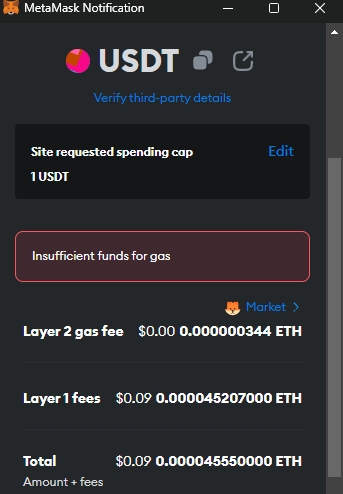 MetaMask Notification
USDT
Verify third-party details
Site requested spending cap Edit
1 USDT
Insufficient funds for gas
Market
Layer 2 gas fee $0.00 0.000000344 ETH
Layer 1 fees $0.09 0.000045207000 ETH
Total $0.09 0.000045550000 ETH
Amount + fees